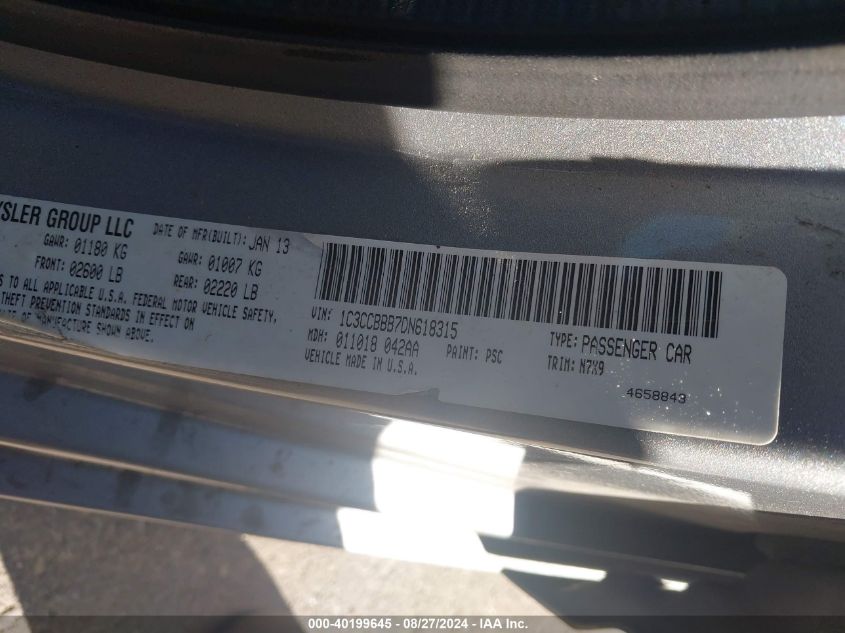 GROUP LLC
DATE OF MFR(BUILT): JAN 13
GAWR: 01180 KG
GAWR: 01007 KG
FRONT: 02600 LB
REAR: 02220 LB
TO ALL APPLICABLE U.S.A. FEDERAL MOTOR VEHICLE SAFETY,
THEFT PREVENTION STANDARDS IN EFFECT
OF MANUFACTURE SHOWN ABOVE.
VIN: 1C3CCBBB7DN618315
MDH: 011018 042AA
PAINT: PSC
VEHICLE MADE IN U.S.A.
TYPE: PASSENGER CAR
TRIM: N7X9
4658843
000-40199645 - 08/27/2024 - IAA Inc.